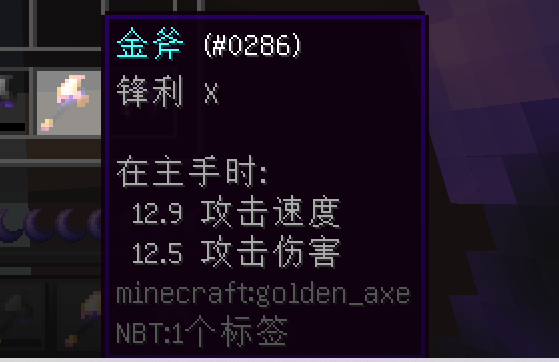 金斧 (#0286)
锋利 X
在主手时:
12.9 攻击速度
12.5 攻击伤害
minecraft:golden_axe
NBT:1个标签